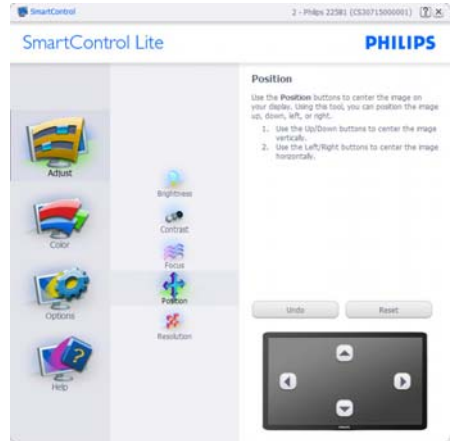 SmartControl
2 - Philips 225B1 (CS30715000001)
SmartControl Lite
PHILIPS
Adjust
Color
Options
Help
Brightness
Contrast
Focus
Position
Resolution
Position
Use the Position buttons to center the image on
your display. Using this tool, you can position the image
up, down, left, or right.
1. Use the Up/Down buttons to center the image
vertically.
2. Use the Left/Right buttons to center the image
horizontally.
Undo
Reset